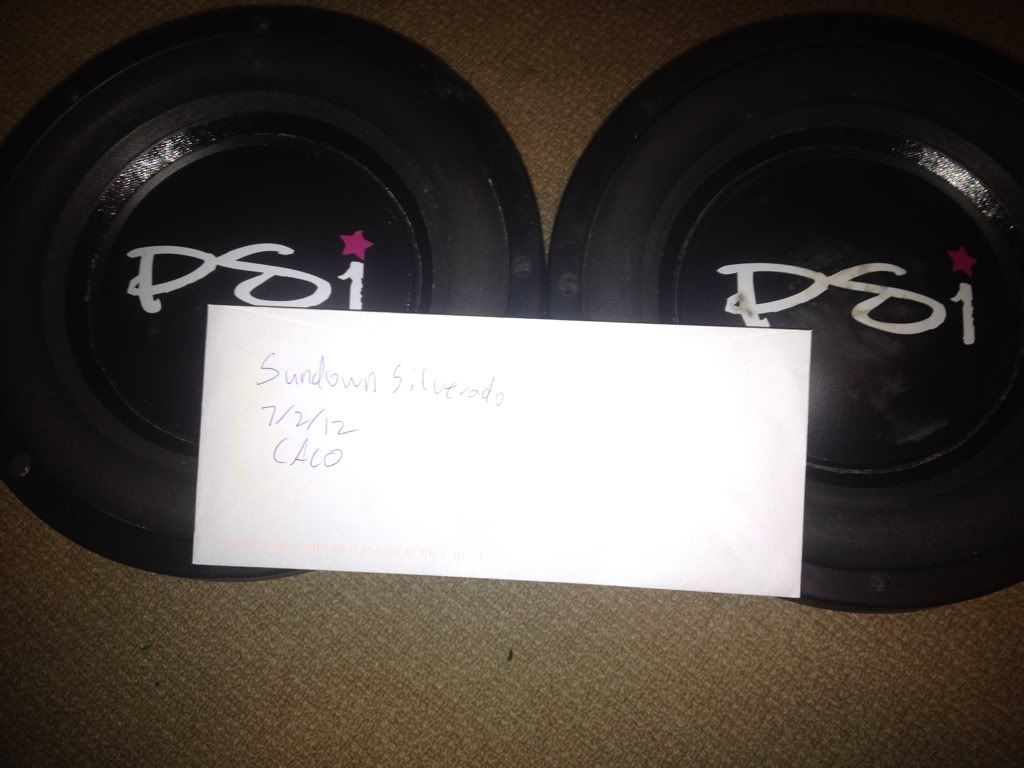 PSi
PSi
Sundown Silverado
7/2/12
CACO